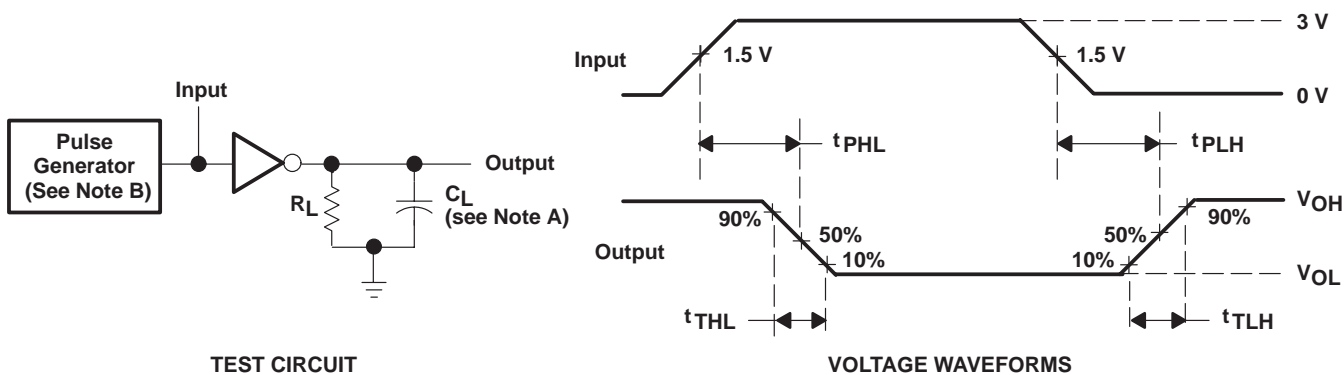 Input
Pulse
Generator
(See Note B)
Output
RL
CL
(see Note A)
TEST CIRCUIT
3 V
1.5 V
1.5 V
Input
0 V
tPHL
tPLH
VOH
90%
90%
50%
50%
Output
10%
10%
VOL
tTHL
tTLH
VOLTAGE WAVEFORMS